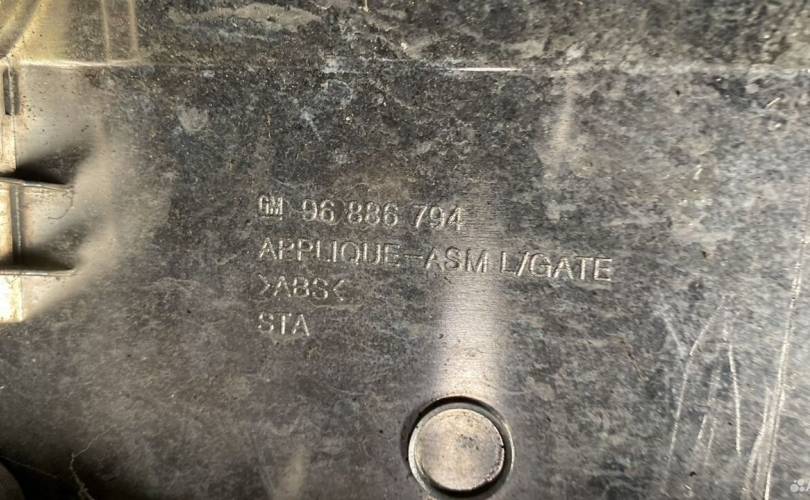 GM 96 886 794
APPLIQUE-ASM L/GATE
>ABS<
STA